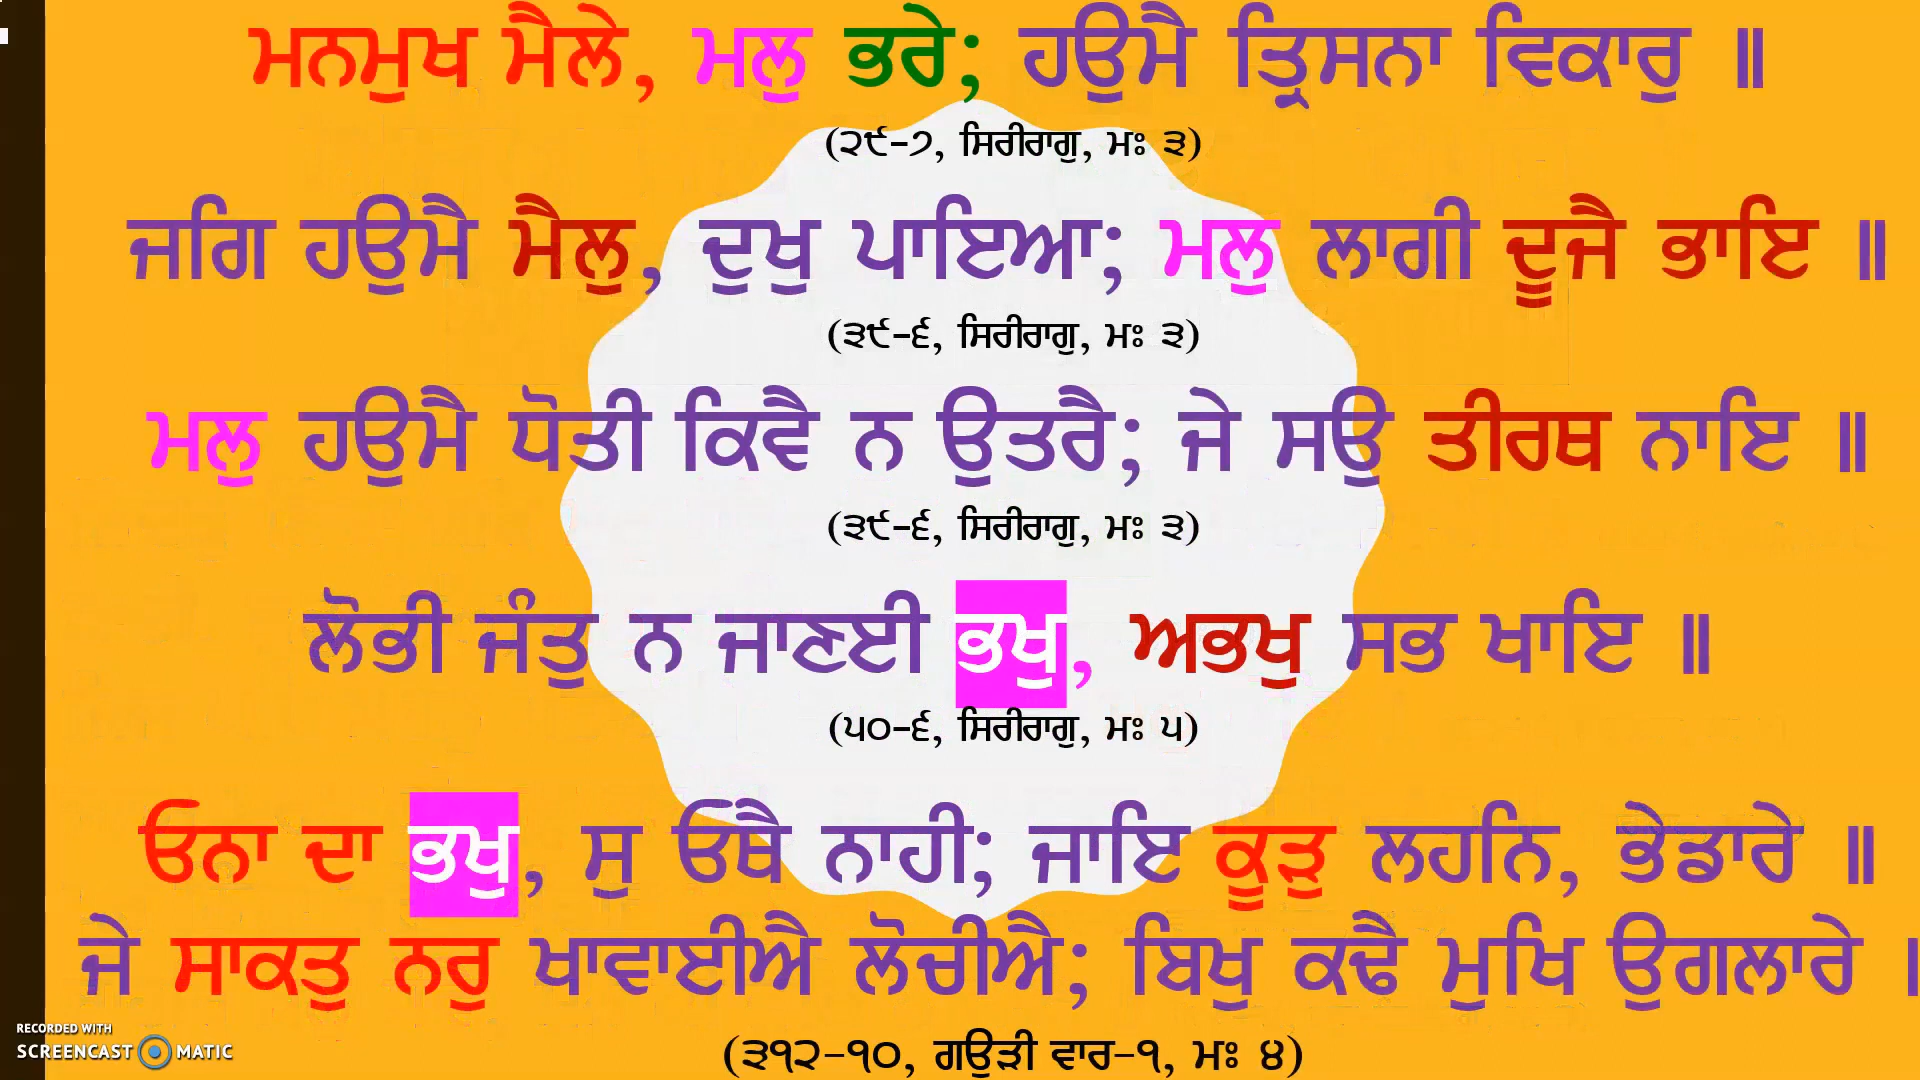 ਮਨਮੁਖ ਮੈਲੇ, ਮਲੁ ਭਰੇ; ਹਉਮੈ ਤ੍ਰਿਸਨਾ ਵਿਕਾਰੁ ॥
(੨੯-੭, ਸਿਰੀਰਾਗੁ, ਮਃ ੩)
ਜਗਿ ਹਉਮੈ ਮੈਲੁ, ਦੁਖੁ ਪਾਇਆ; ਮਲੁ ਲਾਗੀ ਦੂਜੈ ਭਾਇ ॥
(੩੯-੬, ਸਿਰੀਰਾਗੁ, ਮਃ ੩)
ਮਲੁ ਹਉਮੈ ਧੋਤੀ ਕਿਵੈ ਨ ਉਤਰੈ; ਜੇ ਸਉ ਤੀਰਥ ਨਾਇ ॥
(੩੯-੬, ਸਿਰੀਰਾਗੁ, ਮਃ ੩)
ਲੋਭੀ ਜੰਤੁ ਨ ਜਾਣਈ ਭਖੁ, ਅਭਖੁ ਸਭ ਖਾਇ ॥
(੫੦-੬, ਸਿਰੀਰਾਗੁ, ਮਃ ੫)
ਓਨਾ ਦਾ ਭਖੁ, ਸੁ ਓਥੈ ਨਾਹੀ; ਜਾਇ ਕੂੜੁ ਲਹਨਿ, ਭੇਡਾਰੇ ॥
ਜੇ ਸਾਕਤੁ ਨਰੁ ਖਾਵਾਈਐ ਲੋਚੀਐ; ਬਿਖੁ ਕਢੈ ਮੁਖਿ ਉਗਲਾਰੇ ॥
(੩੧੨-੧੦, ਗਉੜੀ ਵਾਰ-੧, ਮਃ ੪)
RECORDED WITH
SCREENCAST MATIC